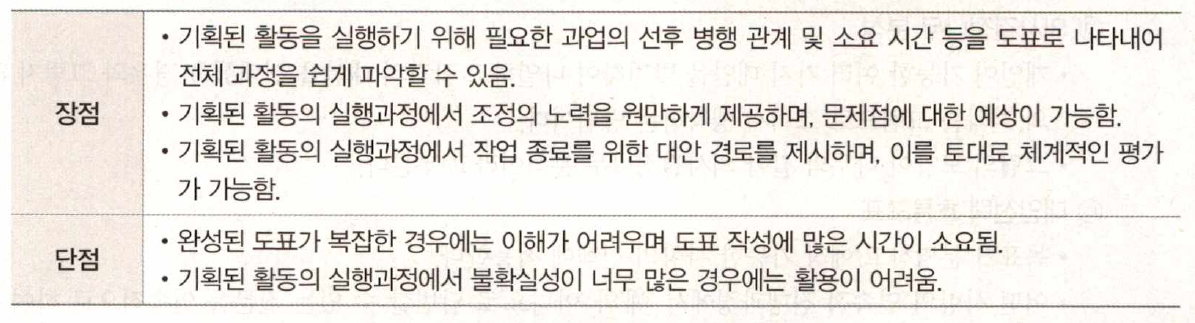 장점
• 기획된 활동을 실행하기 위해 필요한 과업의 선후 병행 관계 및 소요 시간 등을 도표로 나타내어
전체 과정을 쉽게 파악할 수 있음.
• 기획된 활동의 실행과정에서 조정의 노력을 원만하게 제공하며, 문제점에 대한 예상이 가능함.
• 기획된 활동의 실행과정에서 작업 종료를 위한 대안 경로를 제시하며, 이를 토대로 체계적인 평가
가 가능함.
단점
• 완성된 도표가 복잡한 경우에는 이해가 어려우며 도표 작성에 많은 시간이 소요됨.
• 기획된 활동의 실행과정에서 불확실성이 너무 많은 경우에는 활용이 어려움.